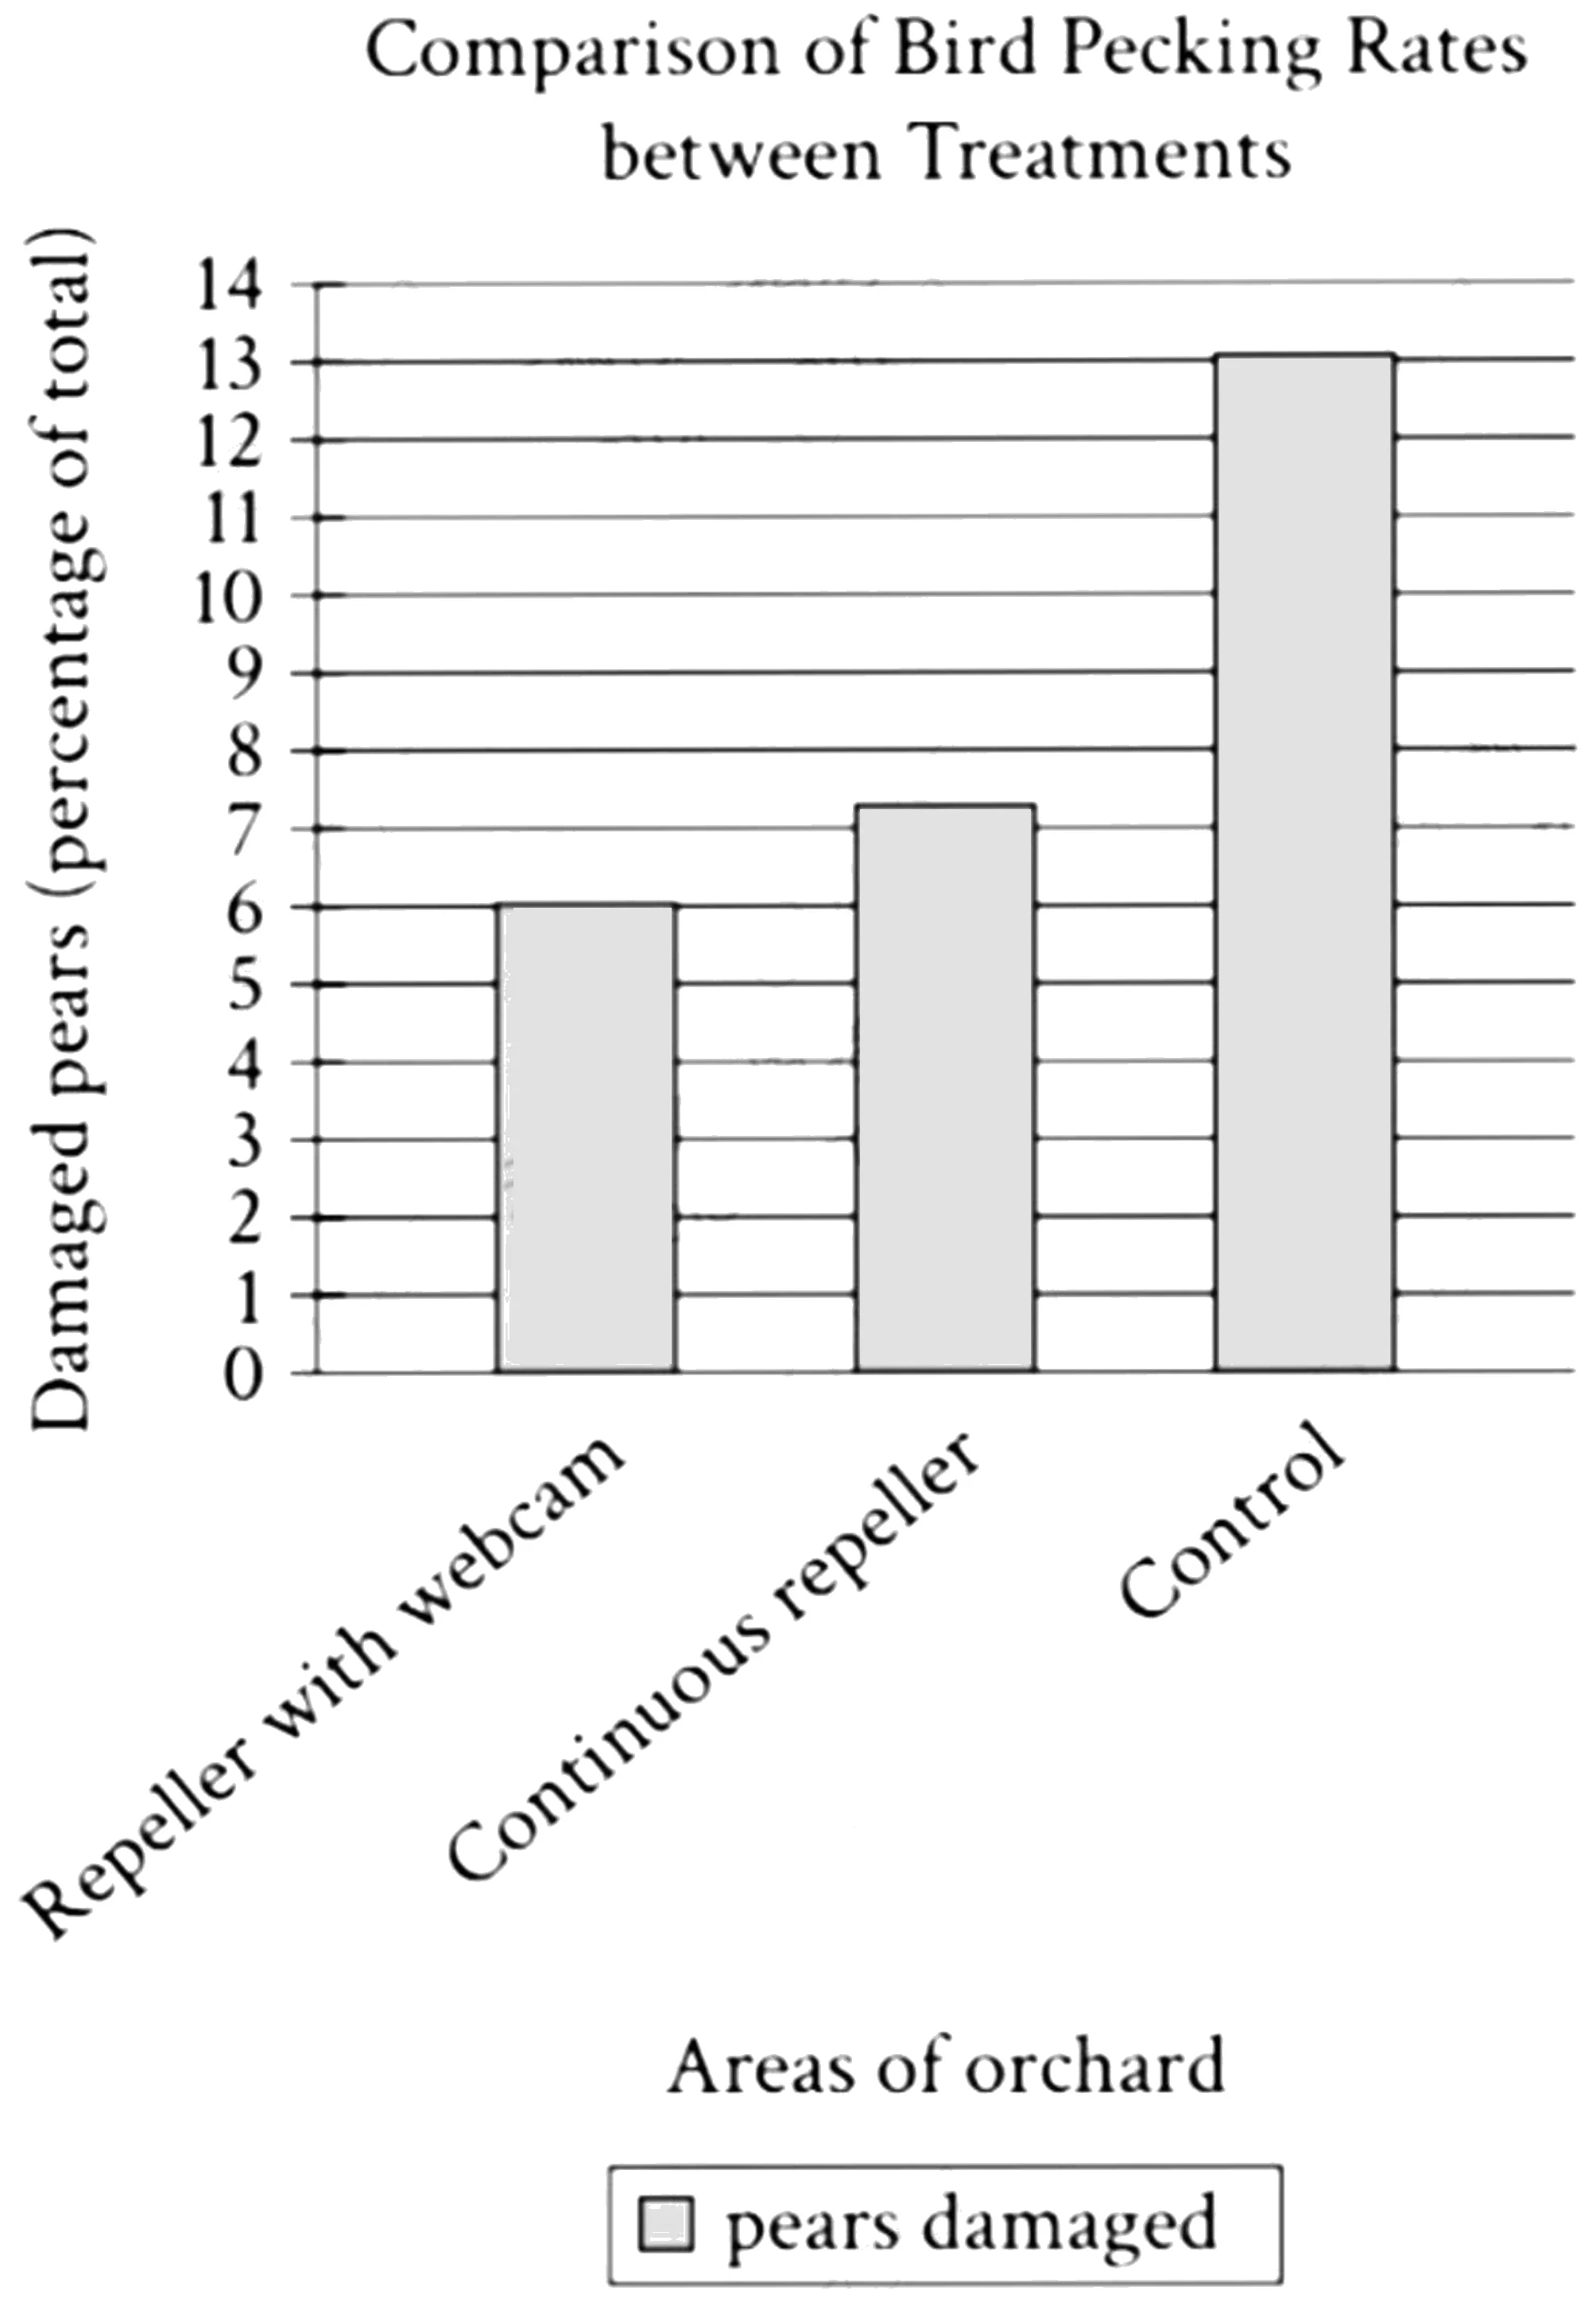 Comparison of Bird Pecking Rates
between Treatments
Damaged pears (percentage of total)
14
13
12
11
10
9
8
7
6
5
4
3
2
1
0
Repeller with webcam
Continuous repeller
Control
Areas of orchard
pears damaged